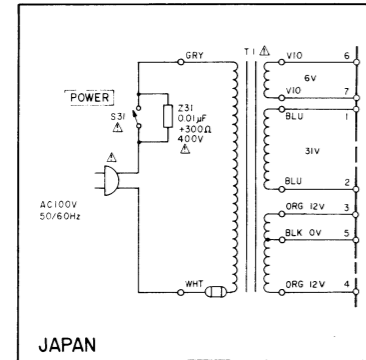 GRY
T1
VIO 6
6V
VIO 7
POWER
S31
Z31
0.01μF
+300Ω
400V
BLU 1
31V
BLU 2
AC100V
50/60Hz
ORG 12V 3
BLK 0V 5
WHT
ORG 12V 4
JAPAN